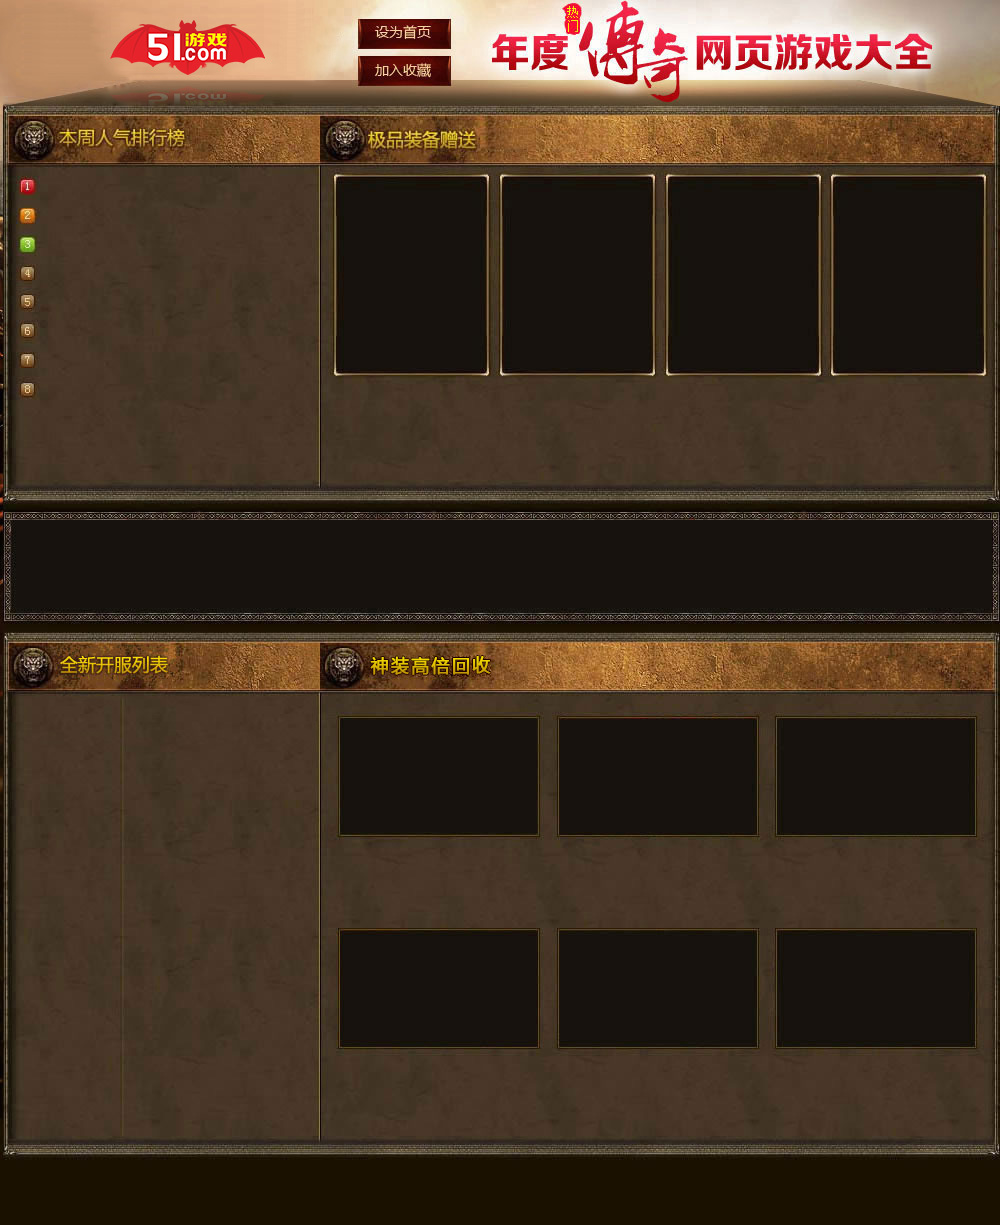 51游戏
.com
设为首页
加入收藏
热门
年度傳奇网页游戏大全
本周人气排行榜
极品装备赠送
1
2
3
4
5
6
7
8
全新开服列表
神装高倍回收